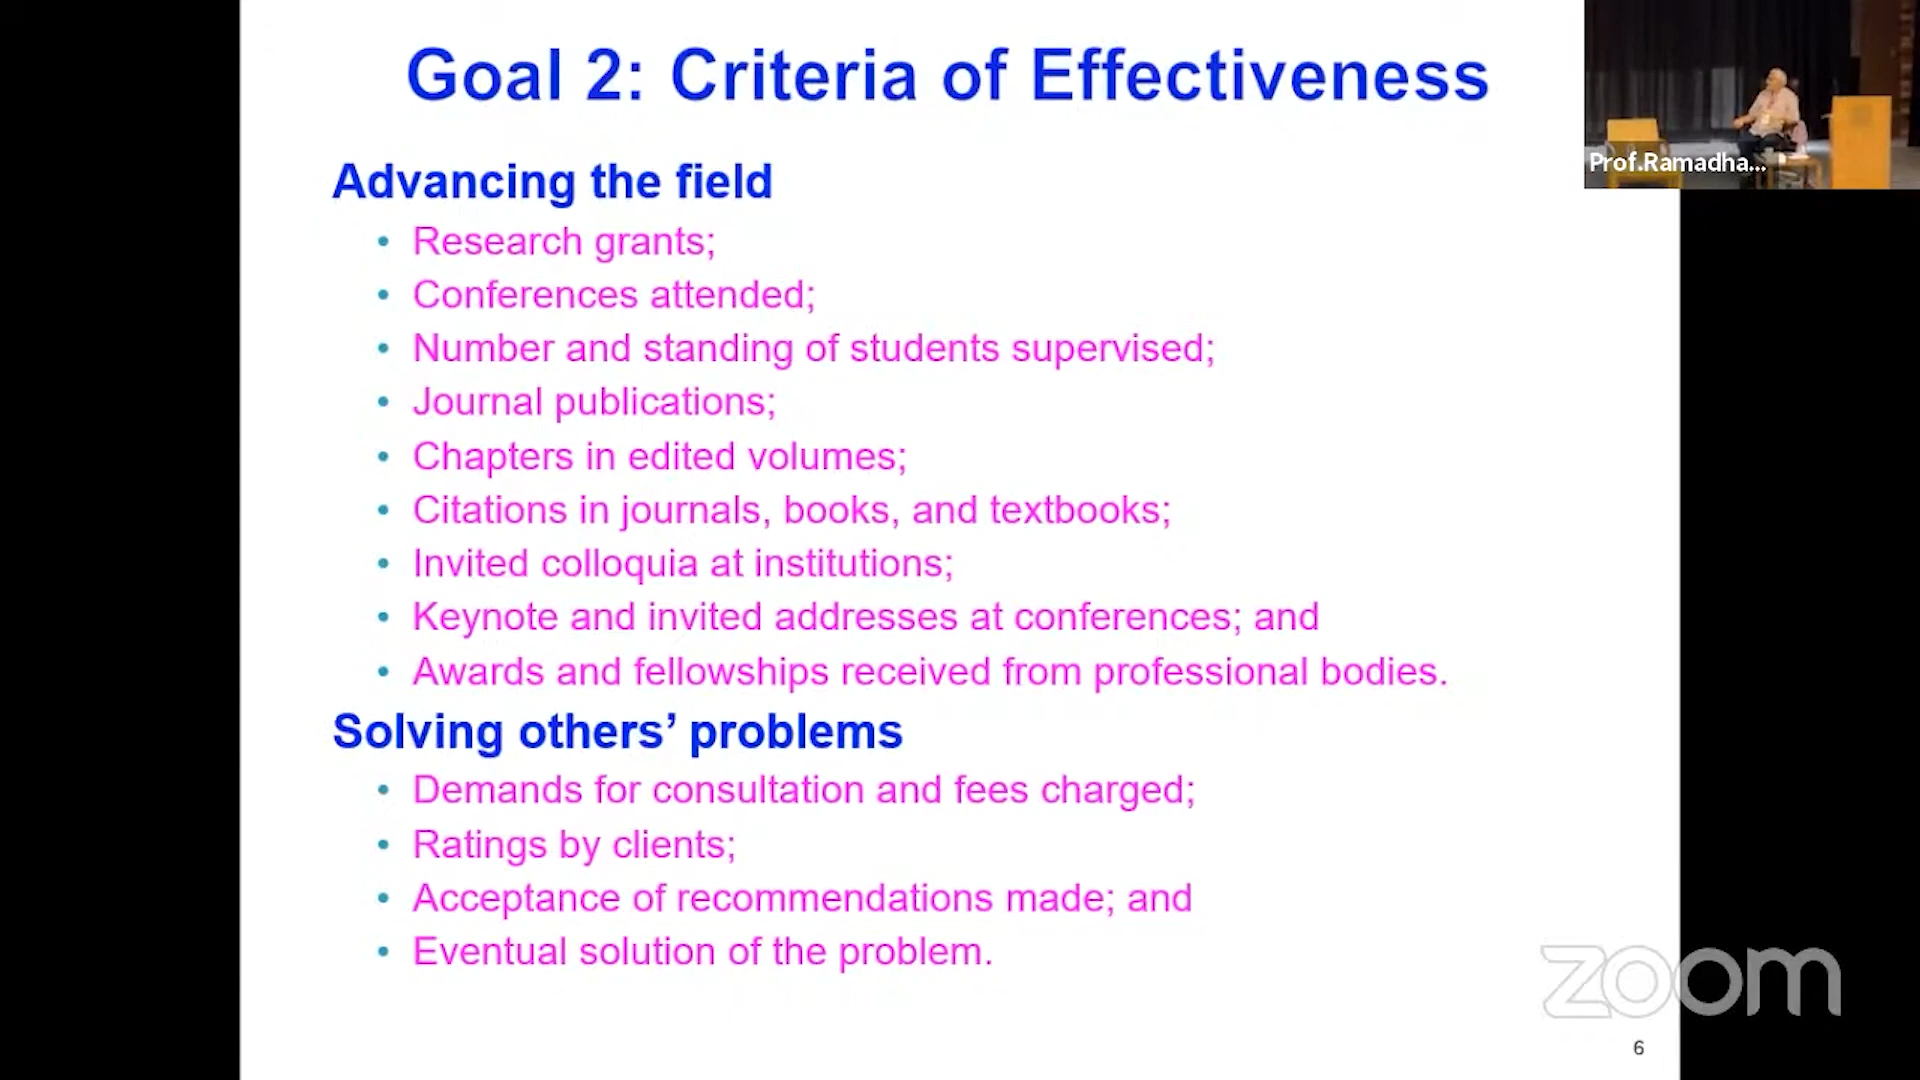 Goal 2: Criteria of Effectiveness
Prof.Ramadha...
Advancing the field
• Research grants;
• Conferences attended;
• Number and standing of students supervised;
• Journal publications;
• Chapters in edited volumes;
• Citations in journals, books, and textbooks;
• Invited colloquia at institutions;
• Keynote and invited addresses at conferences; and
• Awards and fellowships received from professional bodies.
Solving others’ problems
• Demands for consultation and fees charged;
• Ratings by clients;
• Acceptance of recommendations made; and
• Eventual solution of the problem.
zoom
6